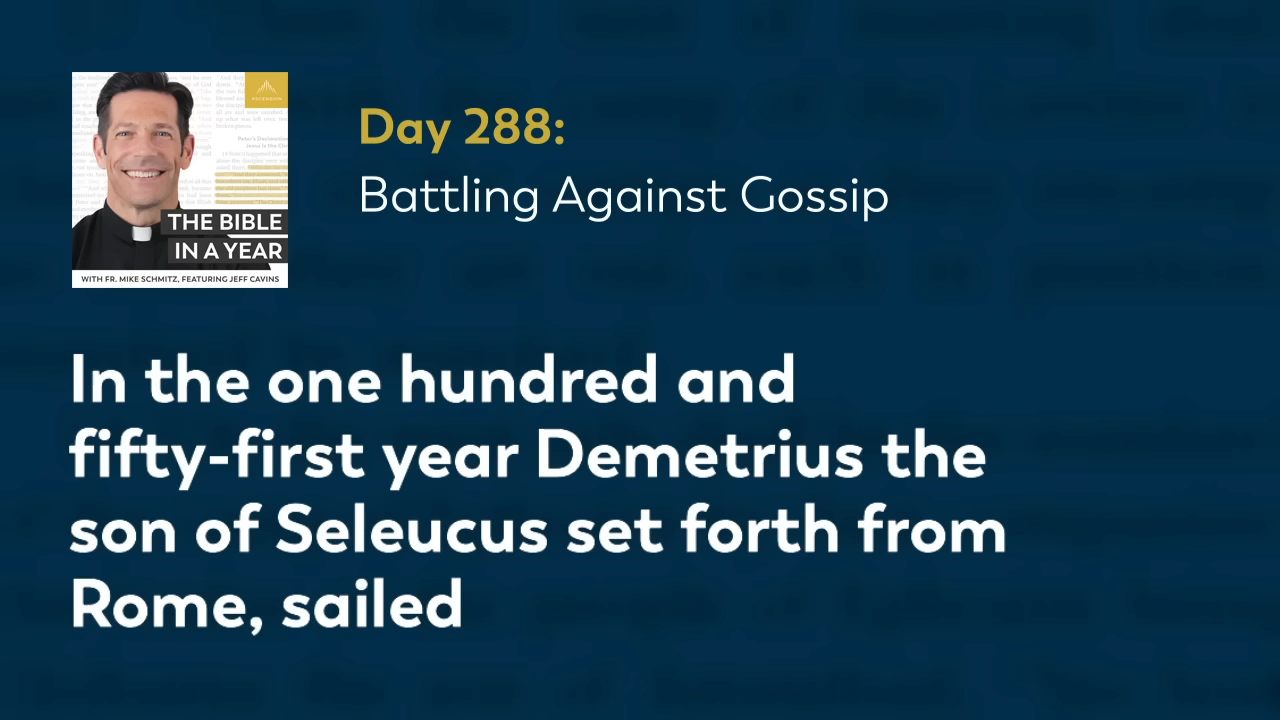 Day 288:
Battling Against Gossip
THE BIBLE
IN A YEAR
WITH FR. MIKE SCHMITZ, FEATURING JEFF CAVINS
In the one hundred and
fifty-first year Demetrius the
son of Seleucus set forth from
Rome, sailed